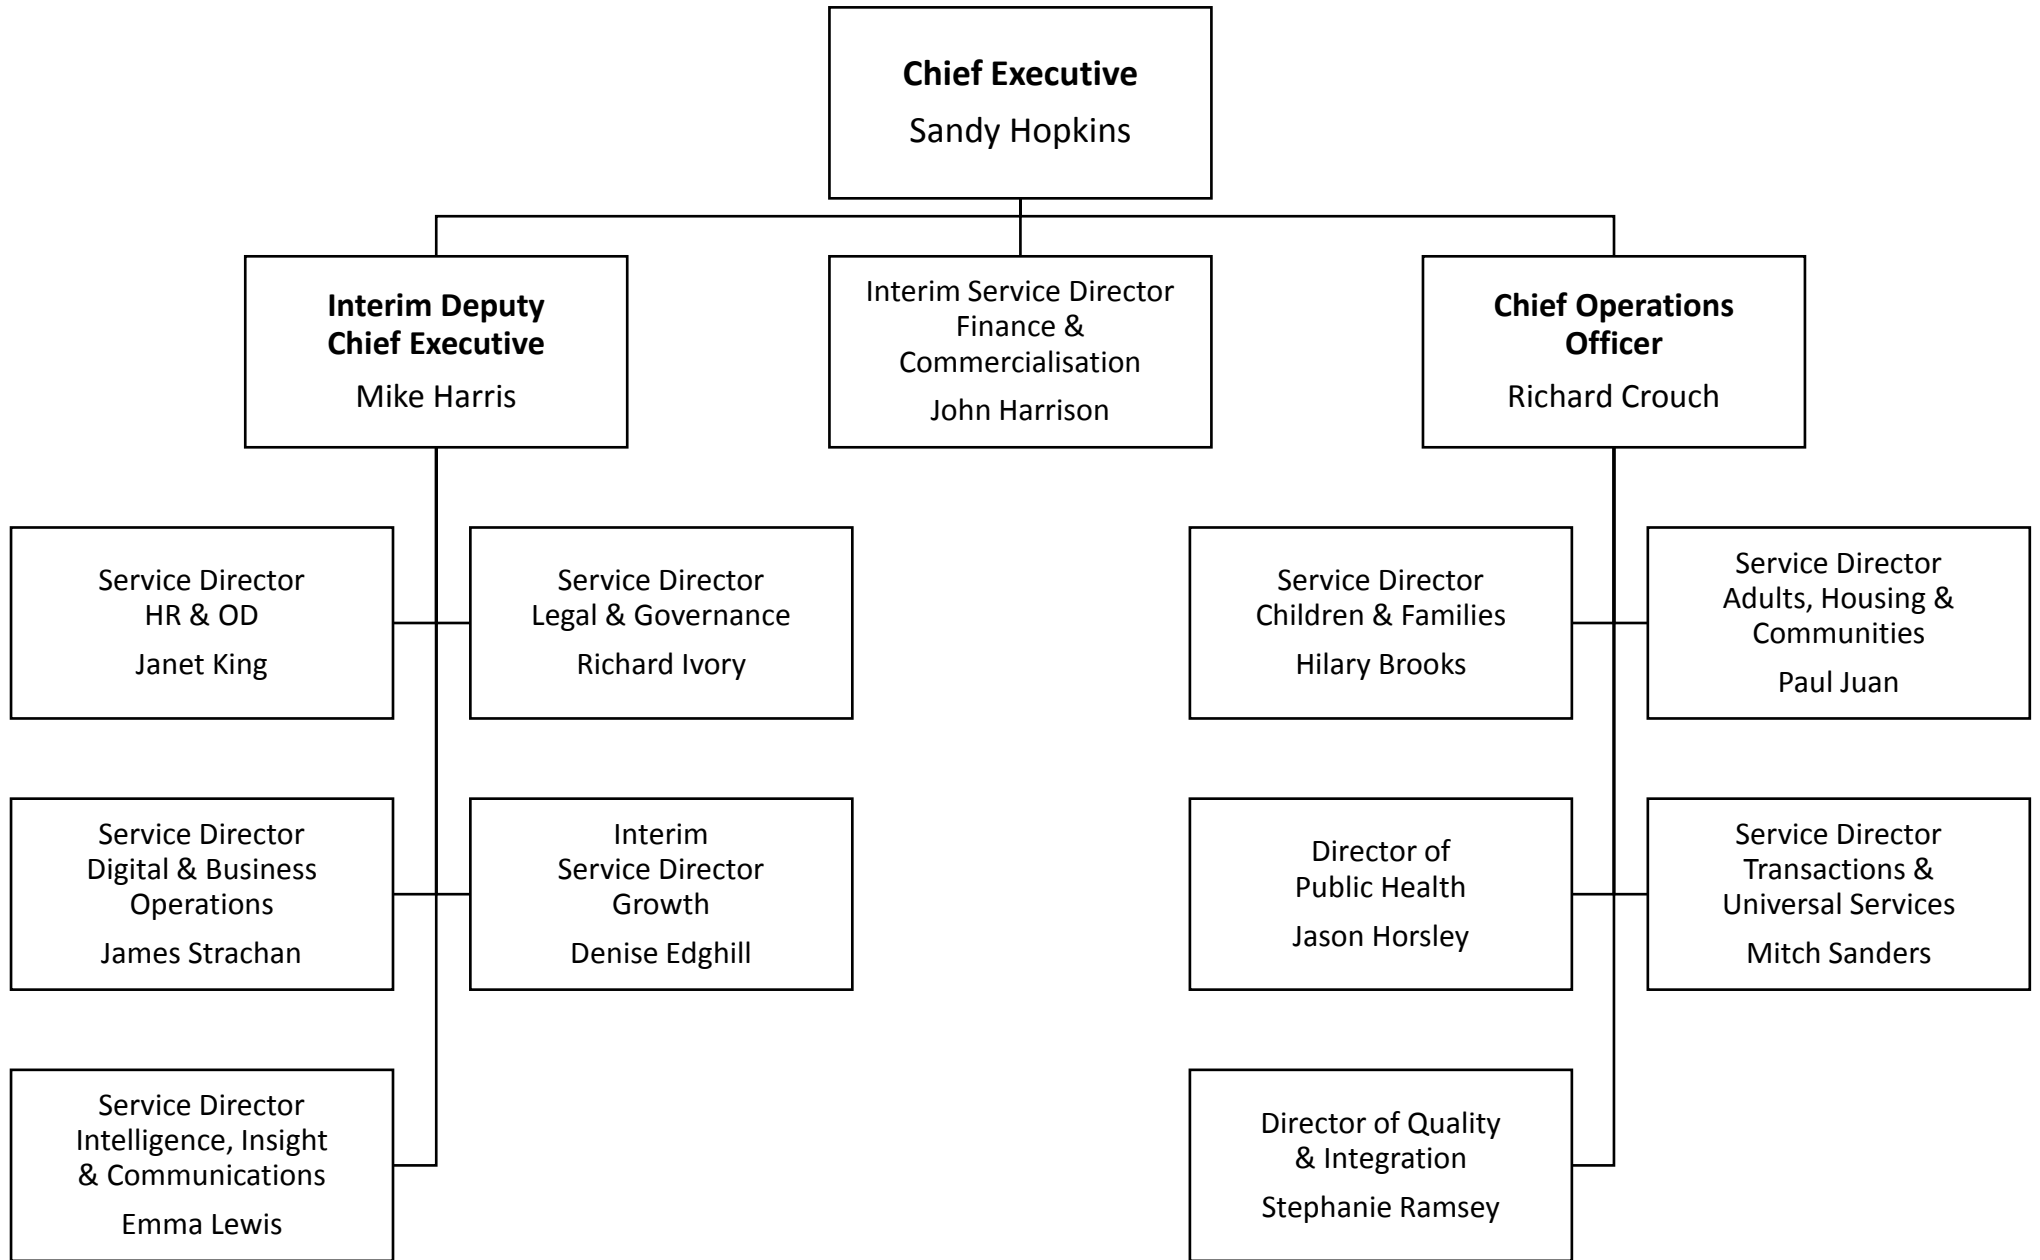 Chief Executive
Sandy Hopkins
Interim Deputy
Chief Executive
Mike Harris
Interim Service Director
Finance &
Commercialisation
John Harrison
Chief Operations
Officer
Richard Crouch
Service Director
HR & OD
Janet King
Service Director
Legal & Governance
Richard Ivory
Service Director
Children & Families
Hilary Brooks
Service Director
Adults, Housing &
Communities
Paul Juan
Service Director
Digital & Business
Operations
James Strachan
Interim
Service Director
Growth
Denise Edghill
Director of
Public Health
Jason Horsley
Service Director
Transactions &
Universal Services
Mitch Sanders
Service Director
Intelligence, Insight
& Communications
Emma Lewis
Director of Quality
& Integration
Stephanie Ramsey